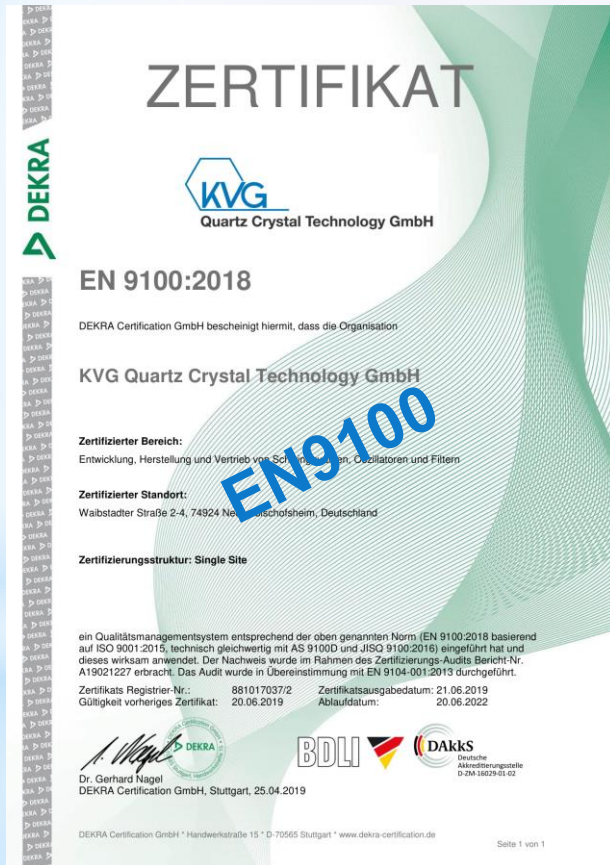 ZERTIFIKAT
DEKRA
KVG
Quartz Crystal Technology GmbH
EN 9100:2018
DEKRA Certification GmbH bescheinigt hiermit, dass die Organisation
KVG Quartz Crystal Technology GmbH
EN9100
Zertifizierter Bereich:
Entwicklung, Herstellung und Vertrieb von Oszillatoren und Filtern
Zertifizierter Standort:
Waibstadter Straße 2-4, 74924 Deutschland
Zertifizierungsstruktur: Single Site
ein Qualitätsmanagementsystem entsprechend der oben genannten Norm (EN 9100:2018 basierend
auf ISO 9001:2015, technisch gleichwertig mit AS 9100D und JISQ 9100:2016) eingeführt hat und
dieses wirksam anwendet. Der Nachweis wurde im Rahmen des Zertifizierungs-Audits Bericht-Nr.
A19021227 erbracht. Das Audit wurde in Übereinstimmung mit EN 9104-001:2013 durchgeführt.
Zertifikats Registrier-Nr.: 881017037/2 Zertifikatsausgabedatum: 21.06.2019
Gültigkeit vorheriges Zertifikat: 20.06.2019 Ablaufdatum: 20.06.2022
DEKRA
BDLI
DAkkS
Deutsche
Akkreditierungsstelle
D-ZM-16029-01-02
Dr. Gerhard Nagel
DEKRA Certification GmbH, Stuttgart, 25.04.2019
DEKRA Certification GmbH * Handwerkstraße 15 * D-70565 Stuttgart * www.dekra-certification.de
Seite 1 von 1